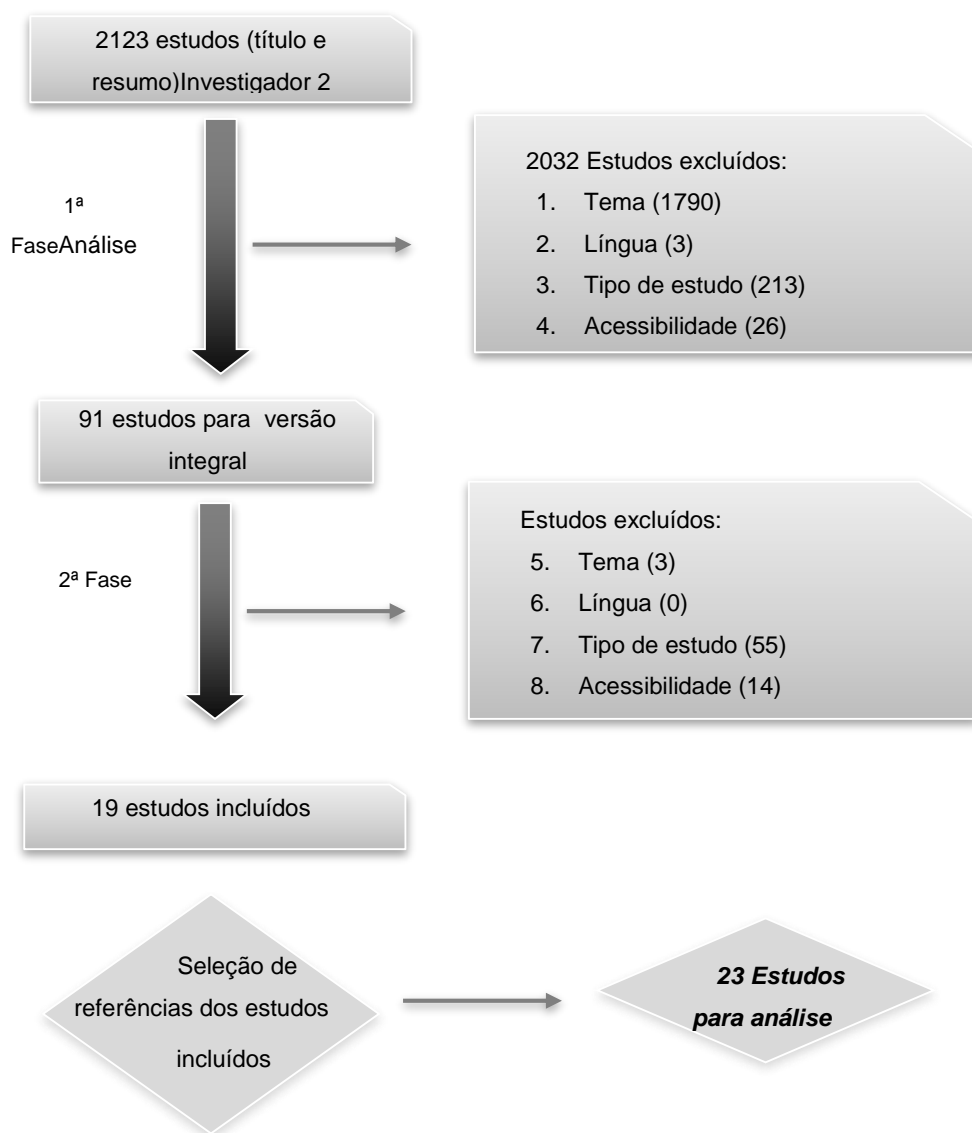 2123 estudos (título e
resumo)Investigador 2
1ª
FaseAnálise
2032 Estudos excluídos:
1. Tema (1790)
2. Língua (3)
3. Tipo de estudo (213)
4. Acessibilidade (26)
91 estudos para versão
integral
2ª Fase
Estudos excluídos:
5. Tema (3)
6. Língua (0)
7. Tipo de estudo (55)
8. Acessibilidade (14)
19 estudos incluídos
Seleção de
referências dos estudos
incluídos
23 Estudos
para análise